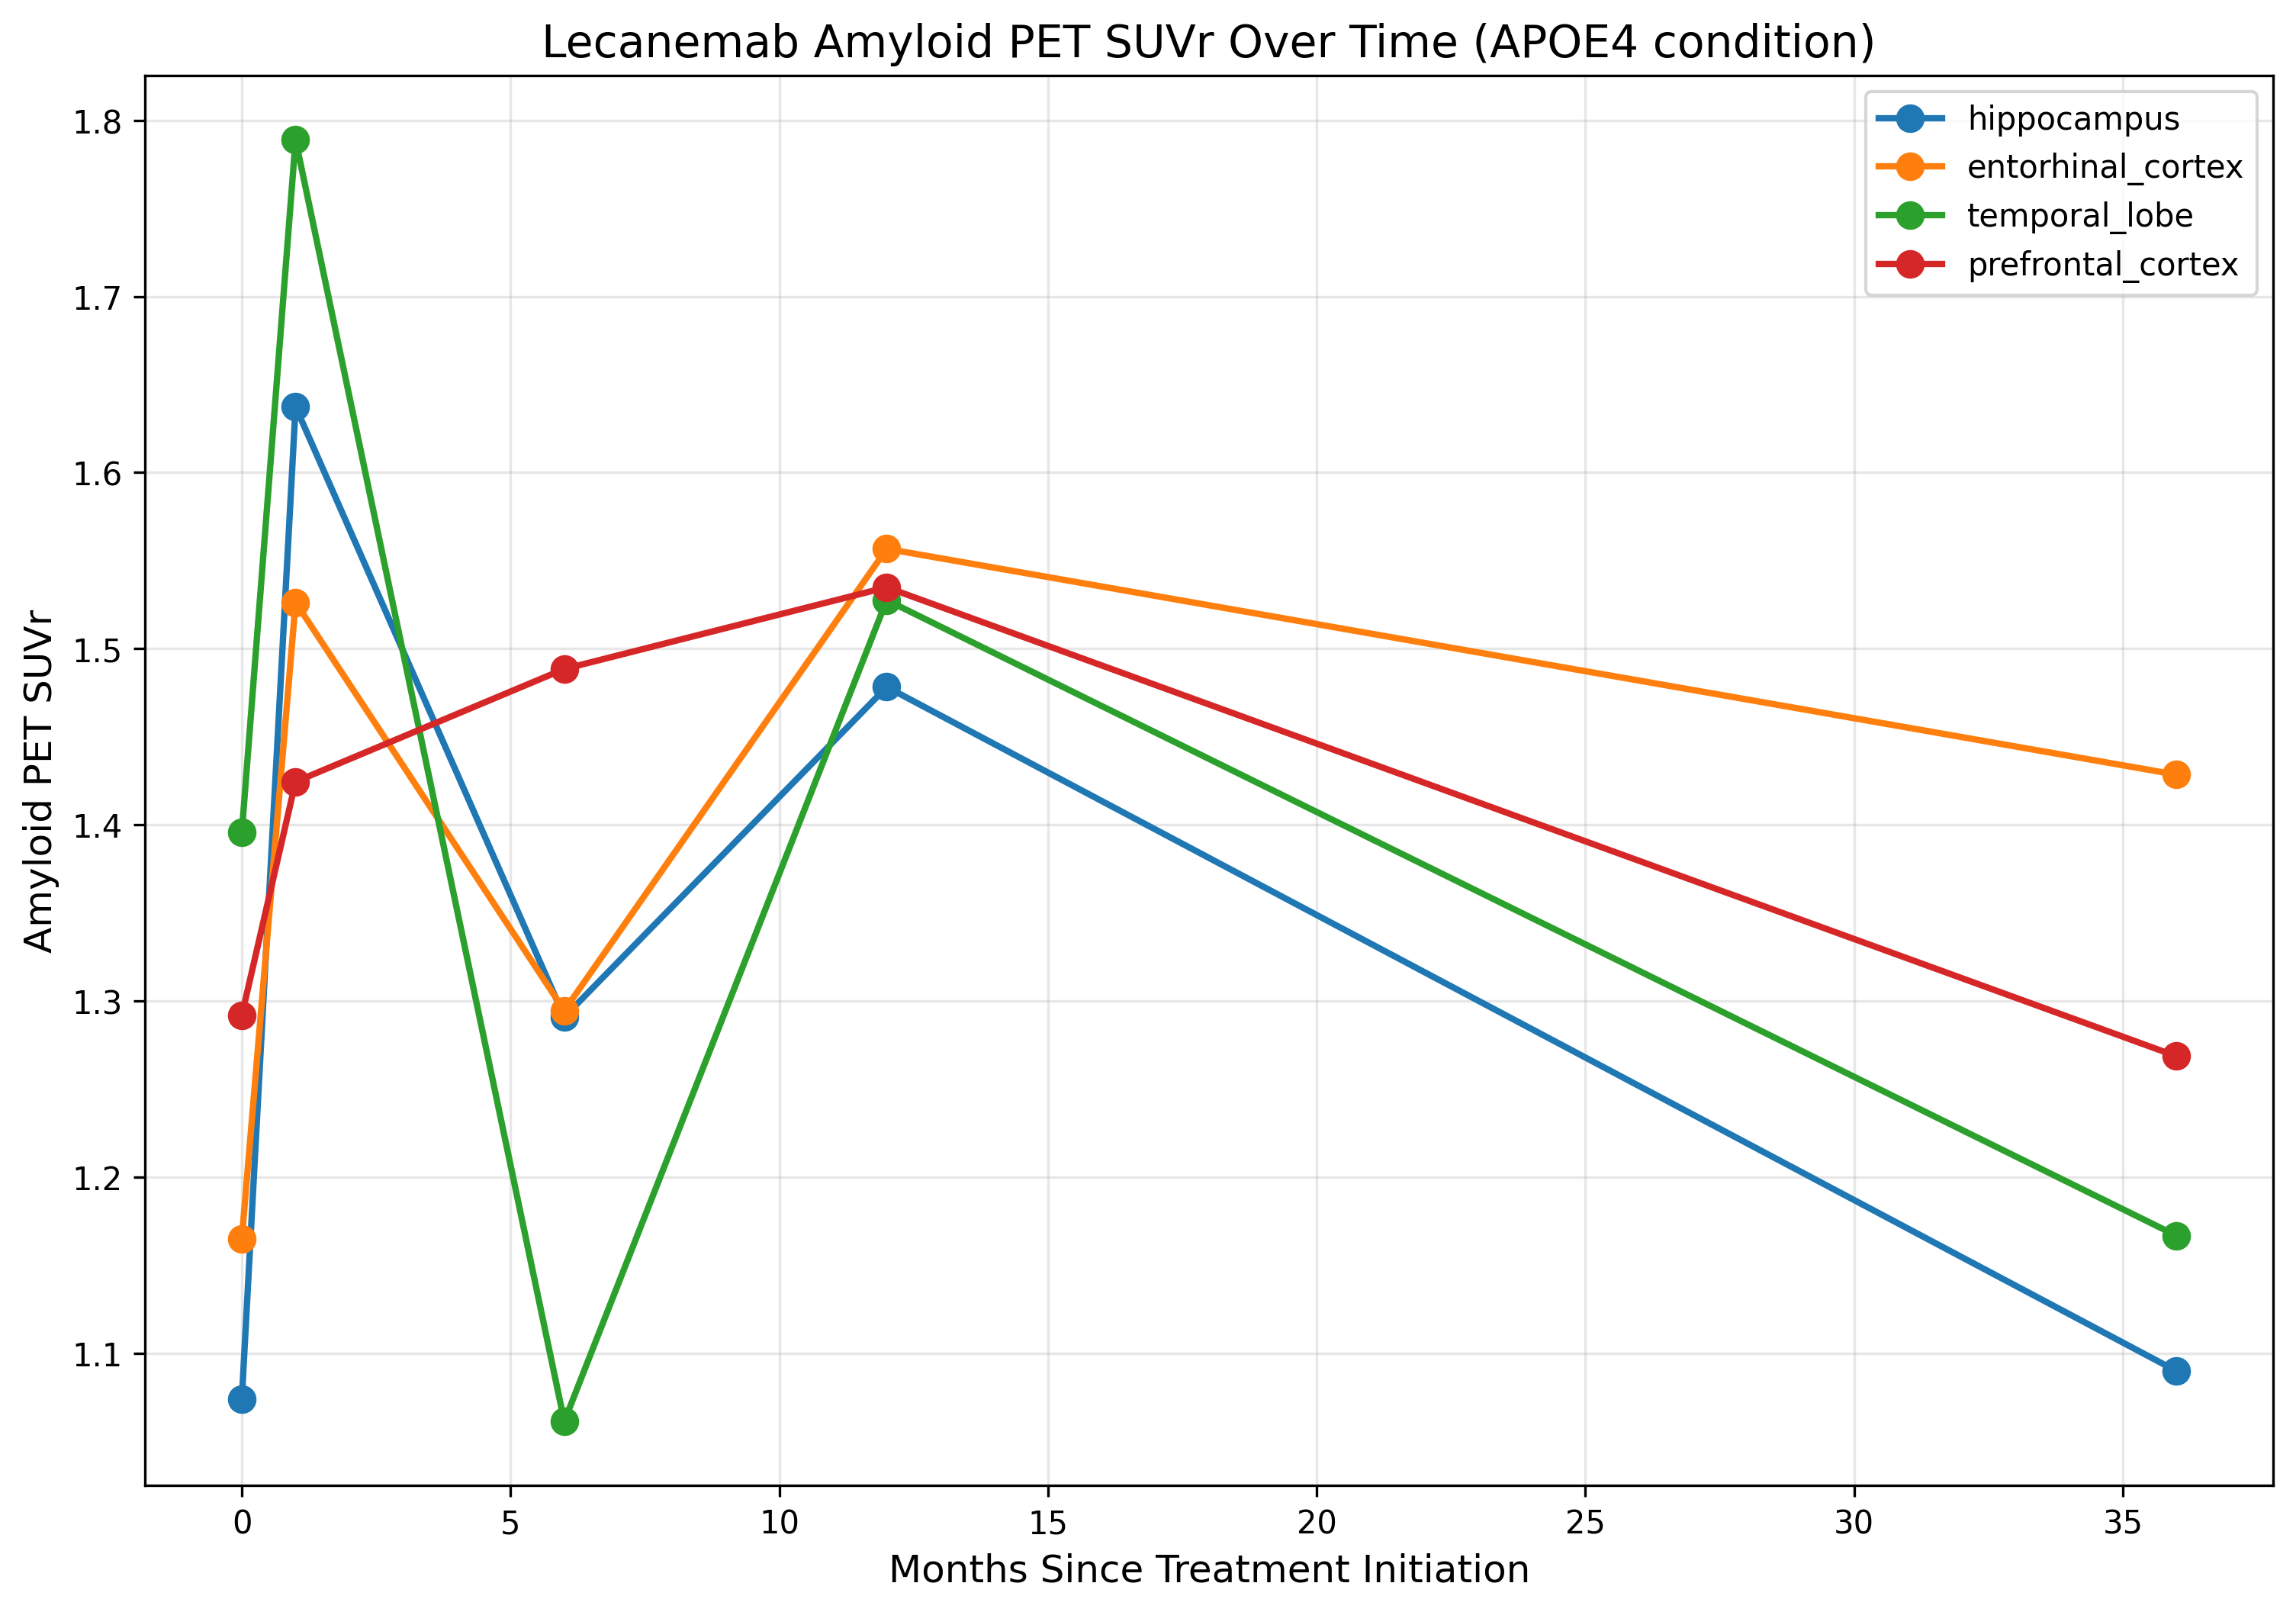 Lecanemab Amyloid PET SUVr Over Time (APOE4 condition)
hippocampus
entorhinal_cortex
temporal_lobe
prefrontal_cortex
Amyloid PET SUVr
1.8
1.7
1.6
1.5
1.4
1.3
1.2
1.1
0 5 10 15 20 25 30 35
Months Since Treatment Initiation